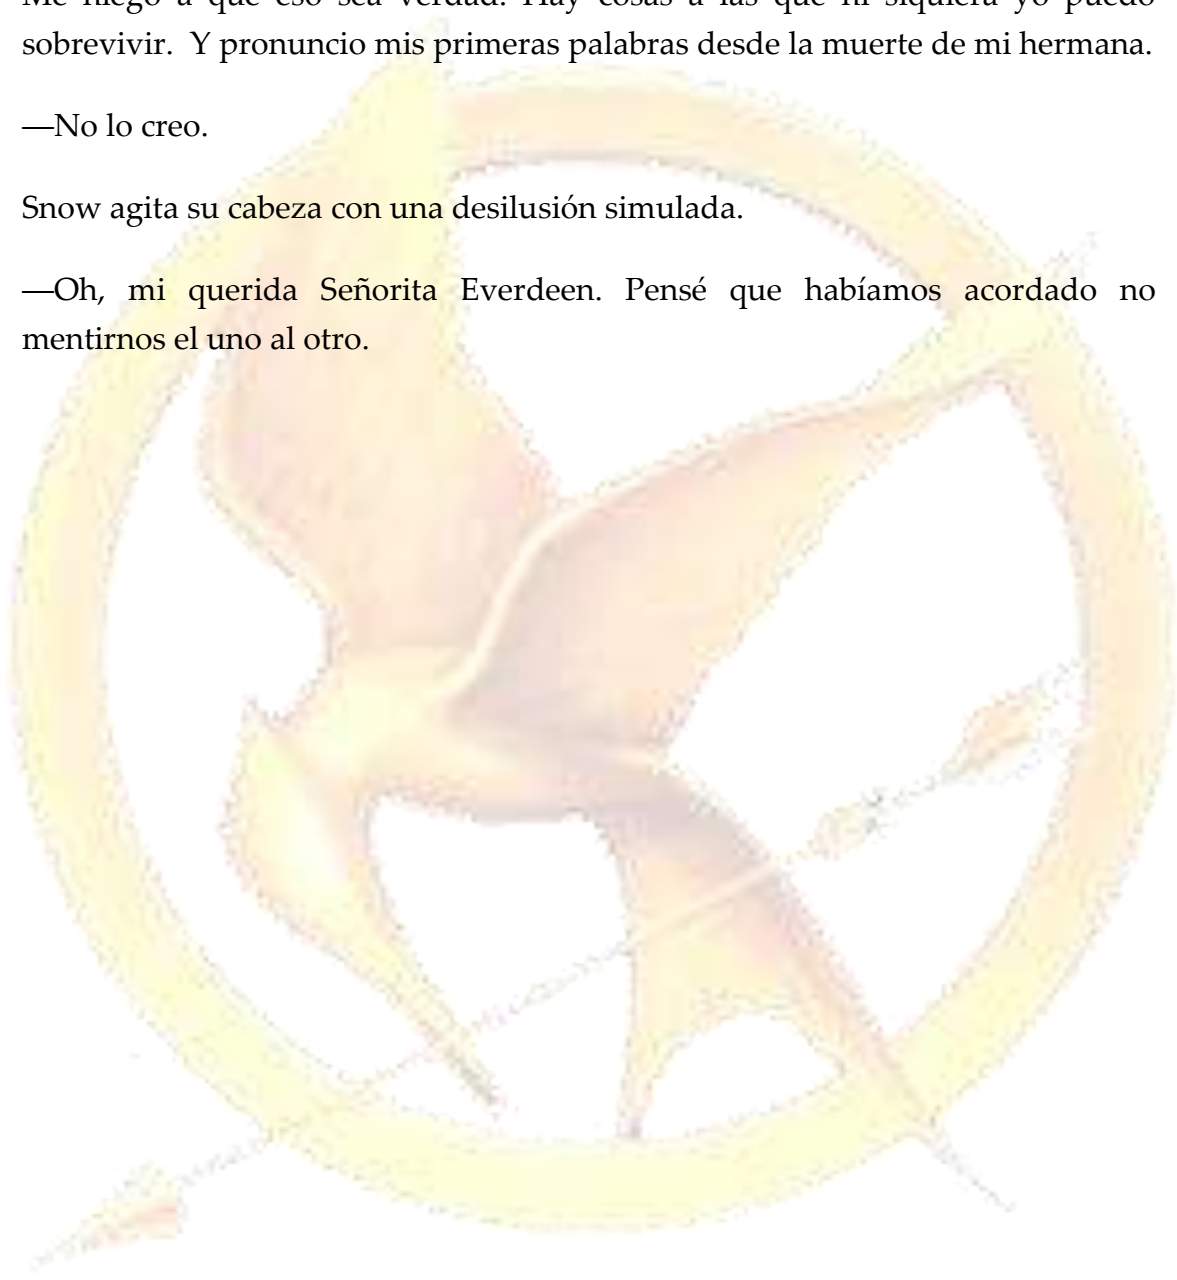 Me niego a que eso sea verdad. Hay cosas a las que ni siquiera yo puedo
sobrevivir.  Y pronuncio mis primeras palabras desde la muerte de mi hermana.
—No lo creo.
Snow agita su cabeza con una desilusión simulada.
—Oh, mi querida Señorita Everdeen. Pensé que habíamos acordado no
mentirnos el uno al otro.